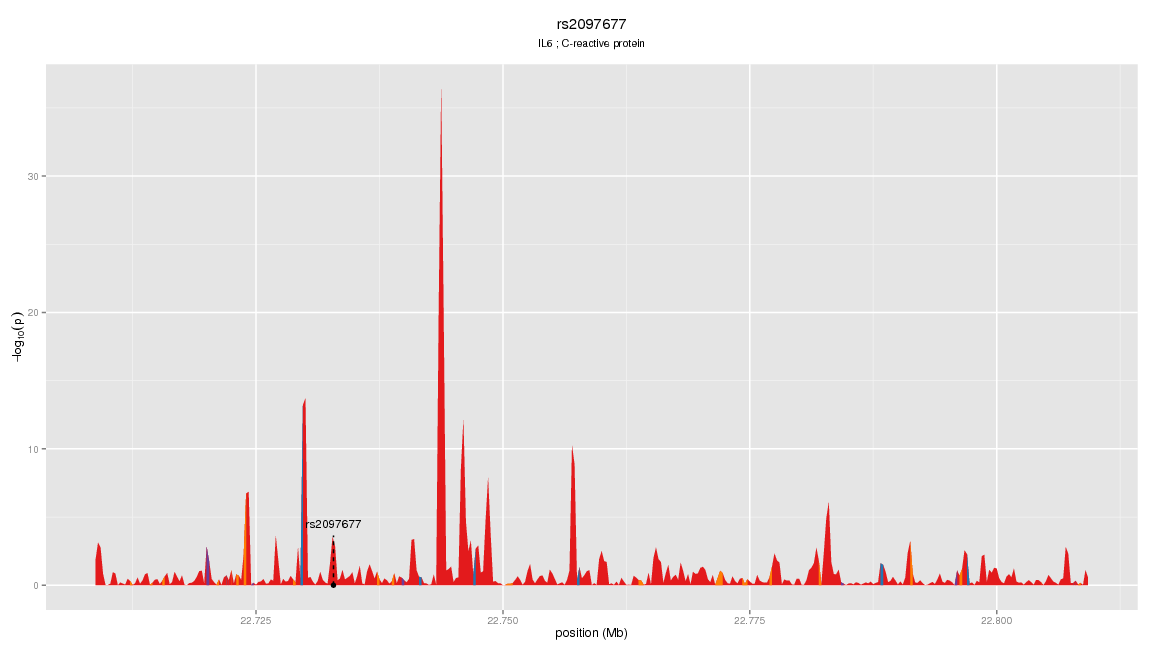 rs2097677
IL6 ; C-reactive protein
−log10(p)
30
20
10
0
rs2097677
22.725
22.750
22.775
22.800
position (Mb)